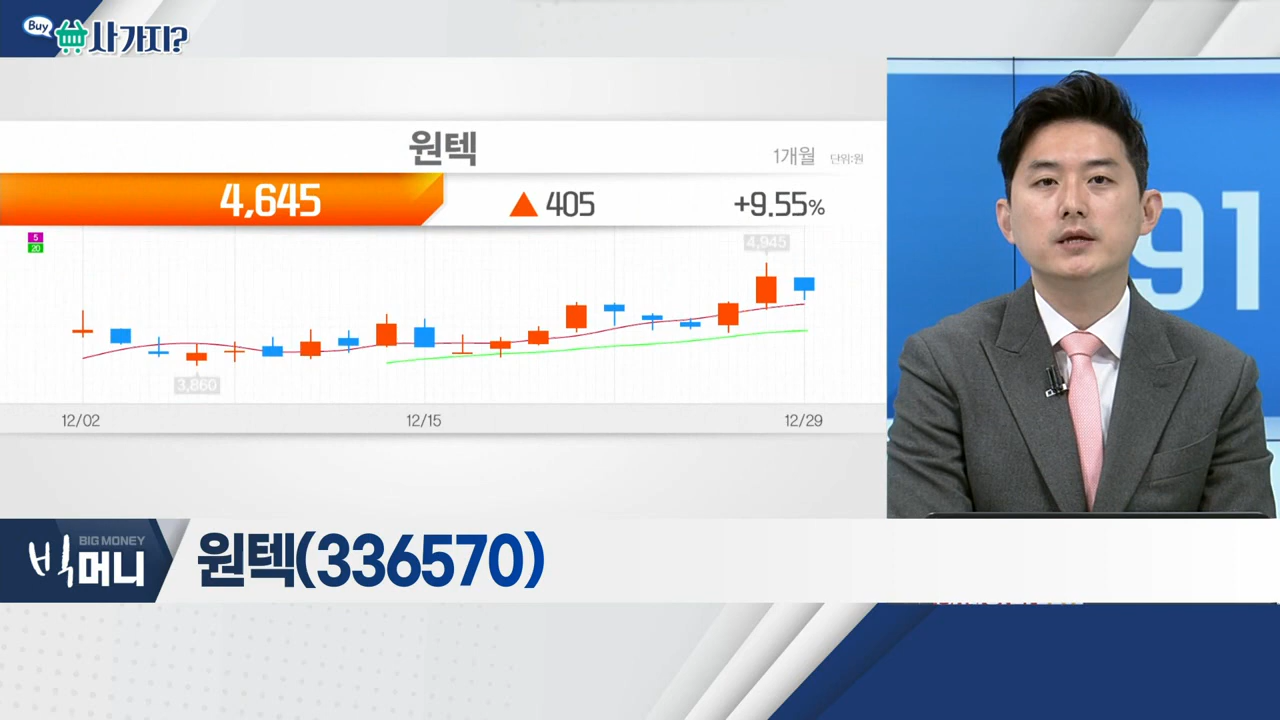 Buy
사가지?
원텍
1개월 단위:원
4,645
▲ 405
+9.55%
5
20
4,945
3,860
12/02
12/15
12/29
91
BIG MONEY
빅머니
원텍(336570)